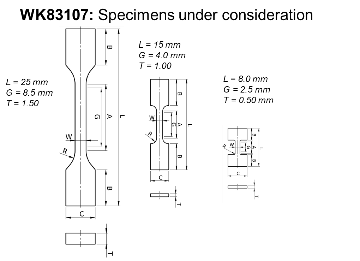 WK83107: Specimens under consideration
L = 25 mm
G = 8.5 mm
T = 1.50
L = 15 mm
G = 4.0 mm
T = 1.00
L = 8.0 mm
G = 2.5 mm
T = 0.50 mm
B
L
A
G
W
R
B
C
T
B
L
A
G
W
R
B
C
T